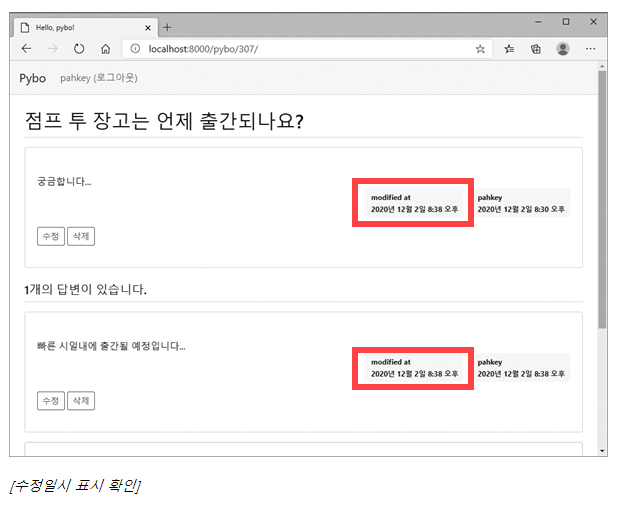 Hello, pybo!
localhost:8000/pybo/307/
Pybo pahkey (로그아웃)
점프 투 장고는 언제 출간되나요?
궁금합니다...
modified at
2020년 12월 2일 8:38 오후
pahkey
2020년 12월 2일 8:30 오후
수정 삭제
1개의 답변이 있습니다.
빠른 시일내에 출간될 예정입니다...
modified at
2020년 12월 2일 8:38 오후
pahkey
2020년 12월 2일 8:38 오후
수정 삭제
[수정일시 표시 확인]